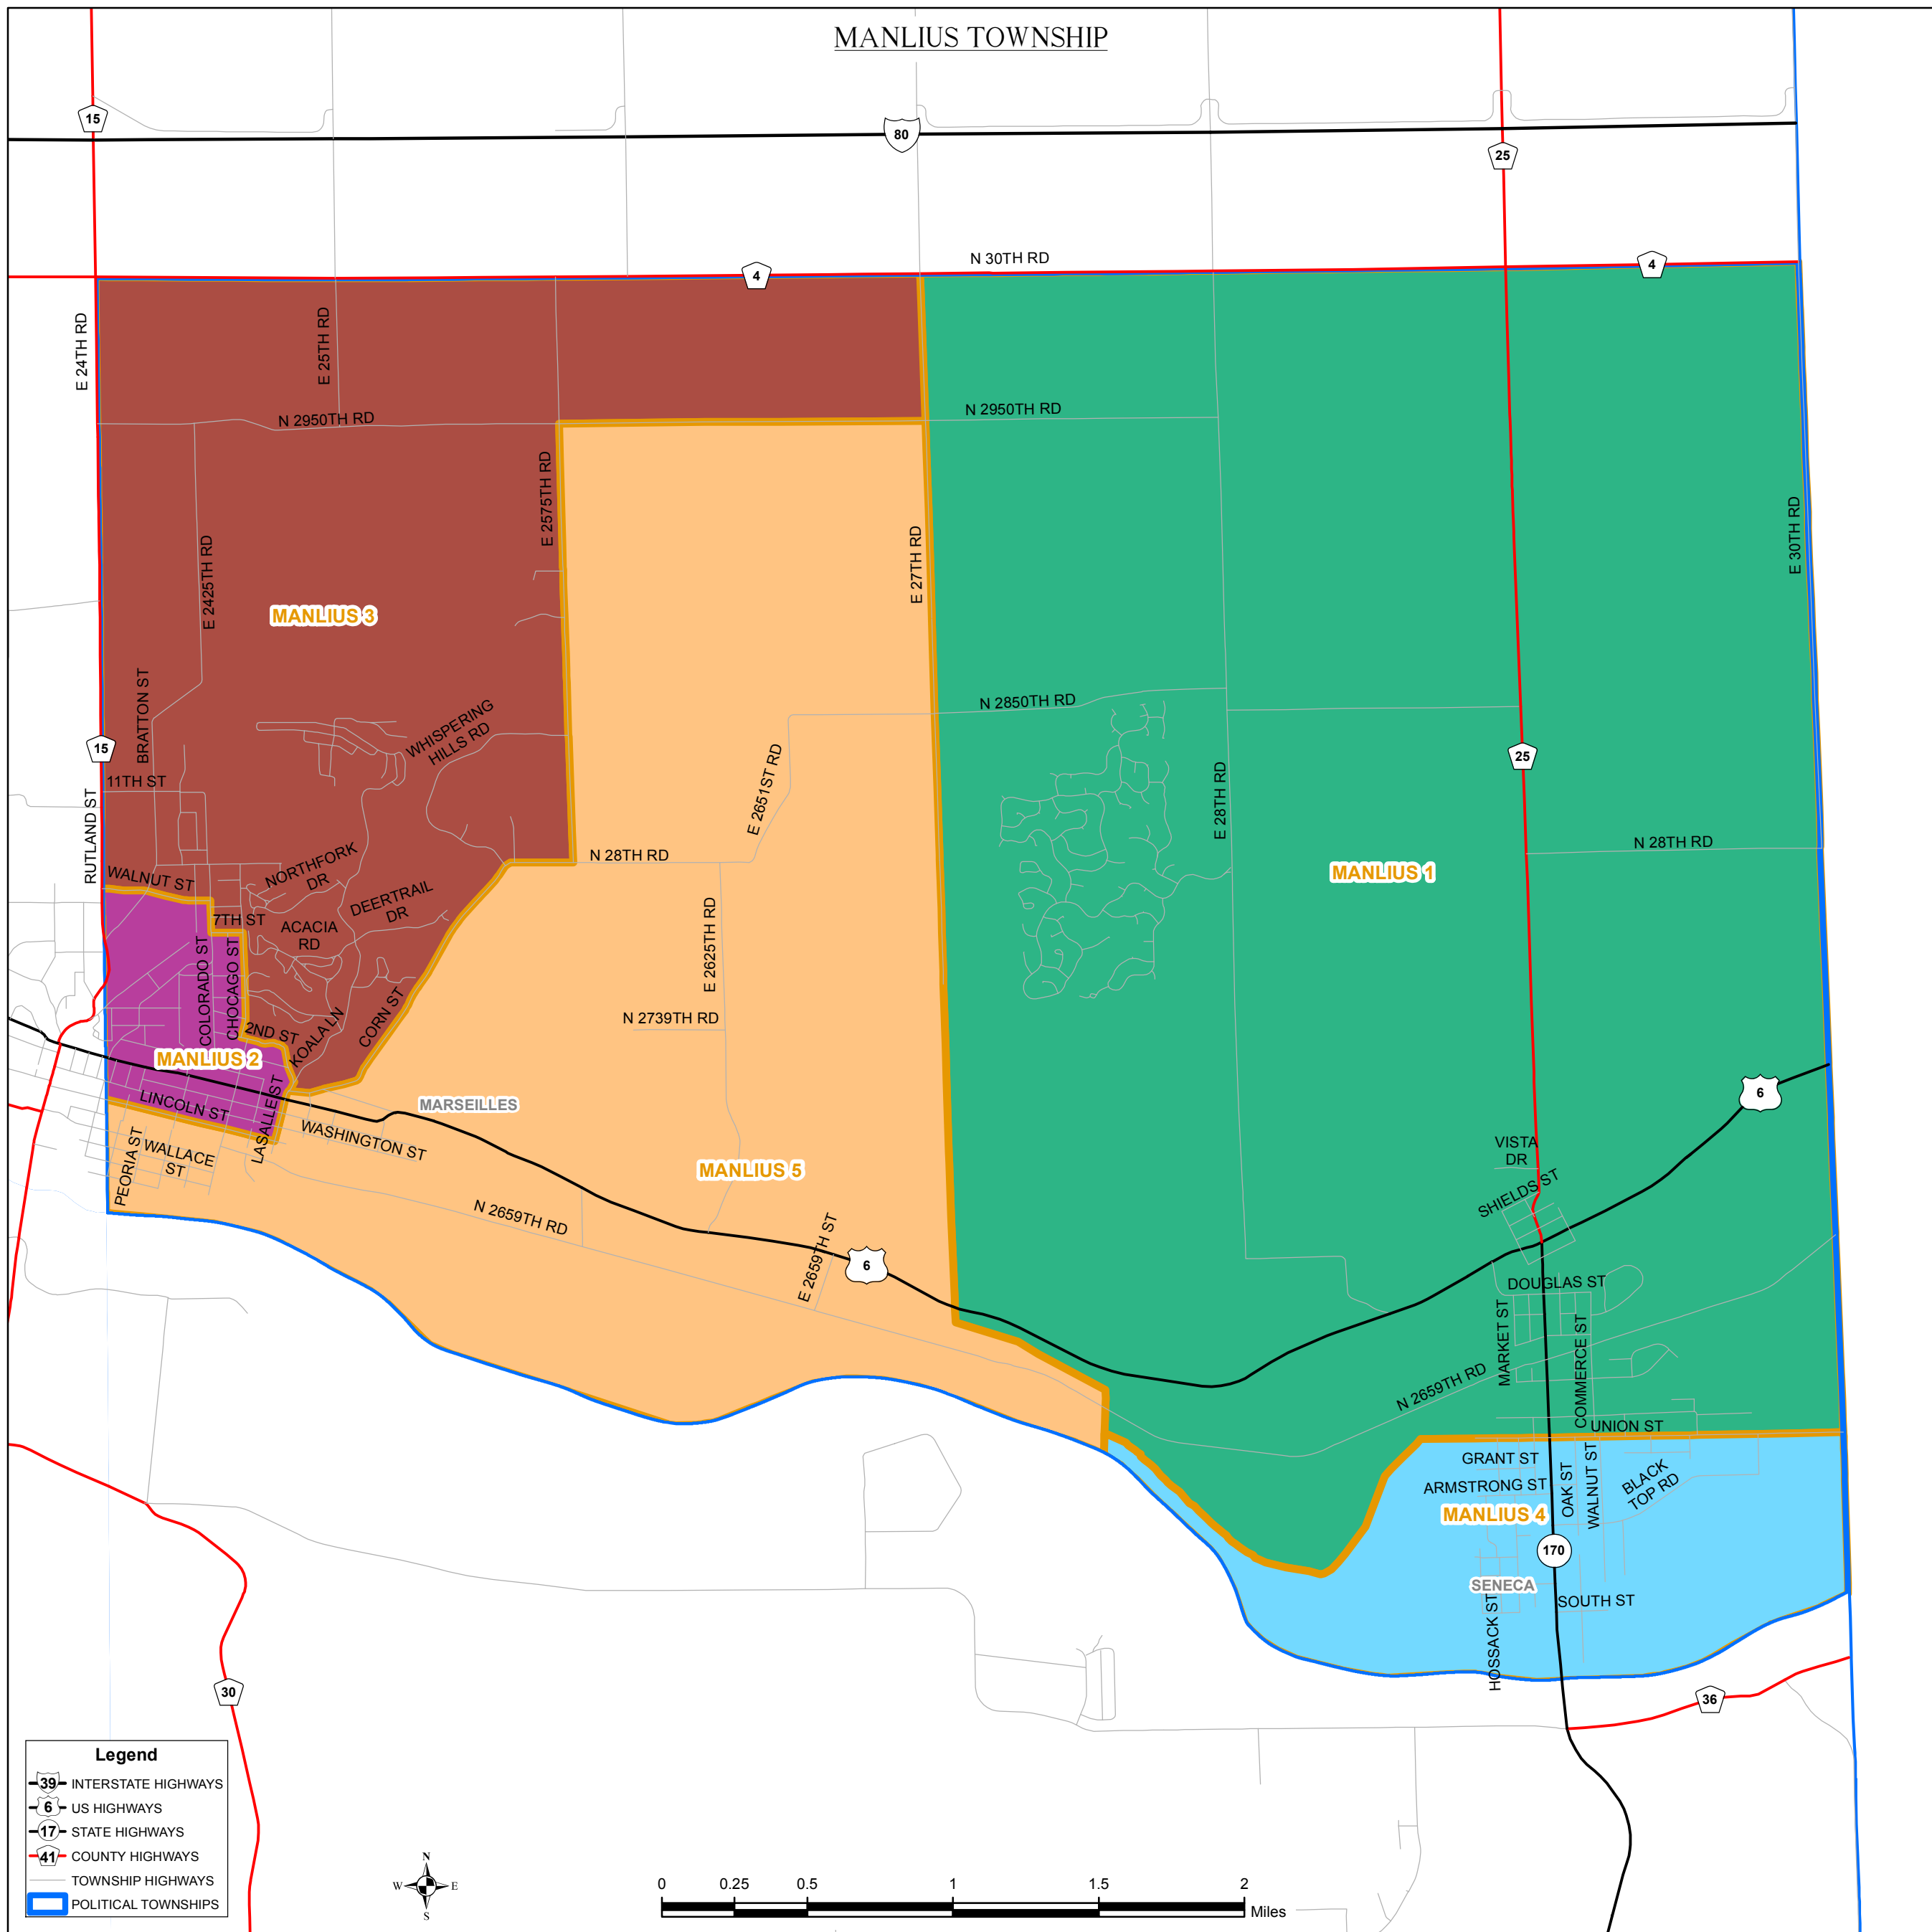 MANLIUS TOWNSHIP
15
80
25
N 30TH RD
4
4
E 24TH RD
E 25TH RD
N 2950TH RD
N 2950TH RD
E 2575TH RD
E 27TH RD
E 30TH RD
E 2425TH RD
MANLIUS 3
BRATTON ST
WHISPERING
HILLS RD
N 2850TH RD
15
25
11TH ST
E 2651ST RD
E 28TH RD
RUTLAND ST
N 28TH RD
N 28TH RD
WALNUT ST
NORTHFORK
DR
MANLIUS 1
DEERTRAIL
DR
7TH ST
ACACIA
RD
E 2625TH RD
COLORADO ST
CHOCAGO ST
N 2739TH RD
2ND ST
KOALA LN
CORN ST
MANLIUS 2
LINCOLN ST
LASALLE ST
MARSEILLES
6
WASHINGTON ST
PEORIA ST
WALLACE
ST
MANLIUS 5
VISTA
DR
SHIELDS ST
N 2659TH RD
E 2659TH ST
6
DOUGLAS ST
MARKET ST
COMMERCE ST
N 2659TH RD
UNION ST
GRANT ST
ARMSTRONG ST
OAK ST
WALNUT ST
BLACK
TOP RD
MANLIUS 4
170
SENECA
SOUTH ST
HOSSACK ST
30
36
Legend
39 INTERSTATE HIGHWAYS
6 US HIGHWAYS
17 STATE HIGHWAYS
41 COUNTY HIGHWAYS
TOWNSHIP HIGHWAYS
POLITICAL TOWNSHIPS
N
W E
S
0 0.25 0.5 1 1.5 2
Miles